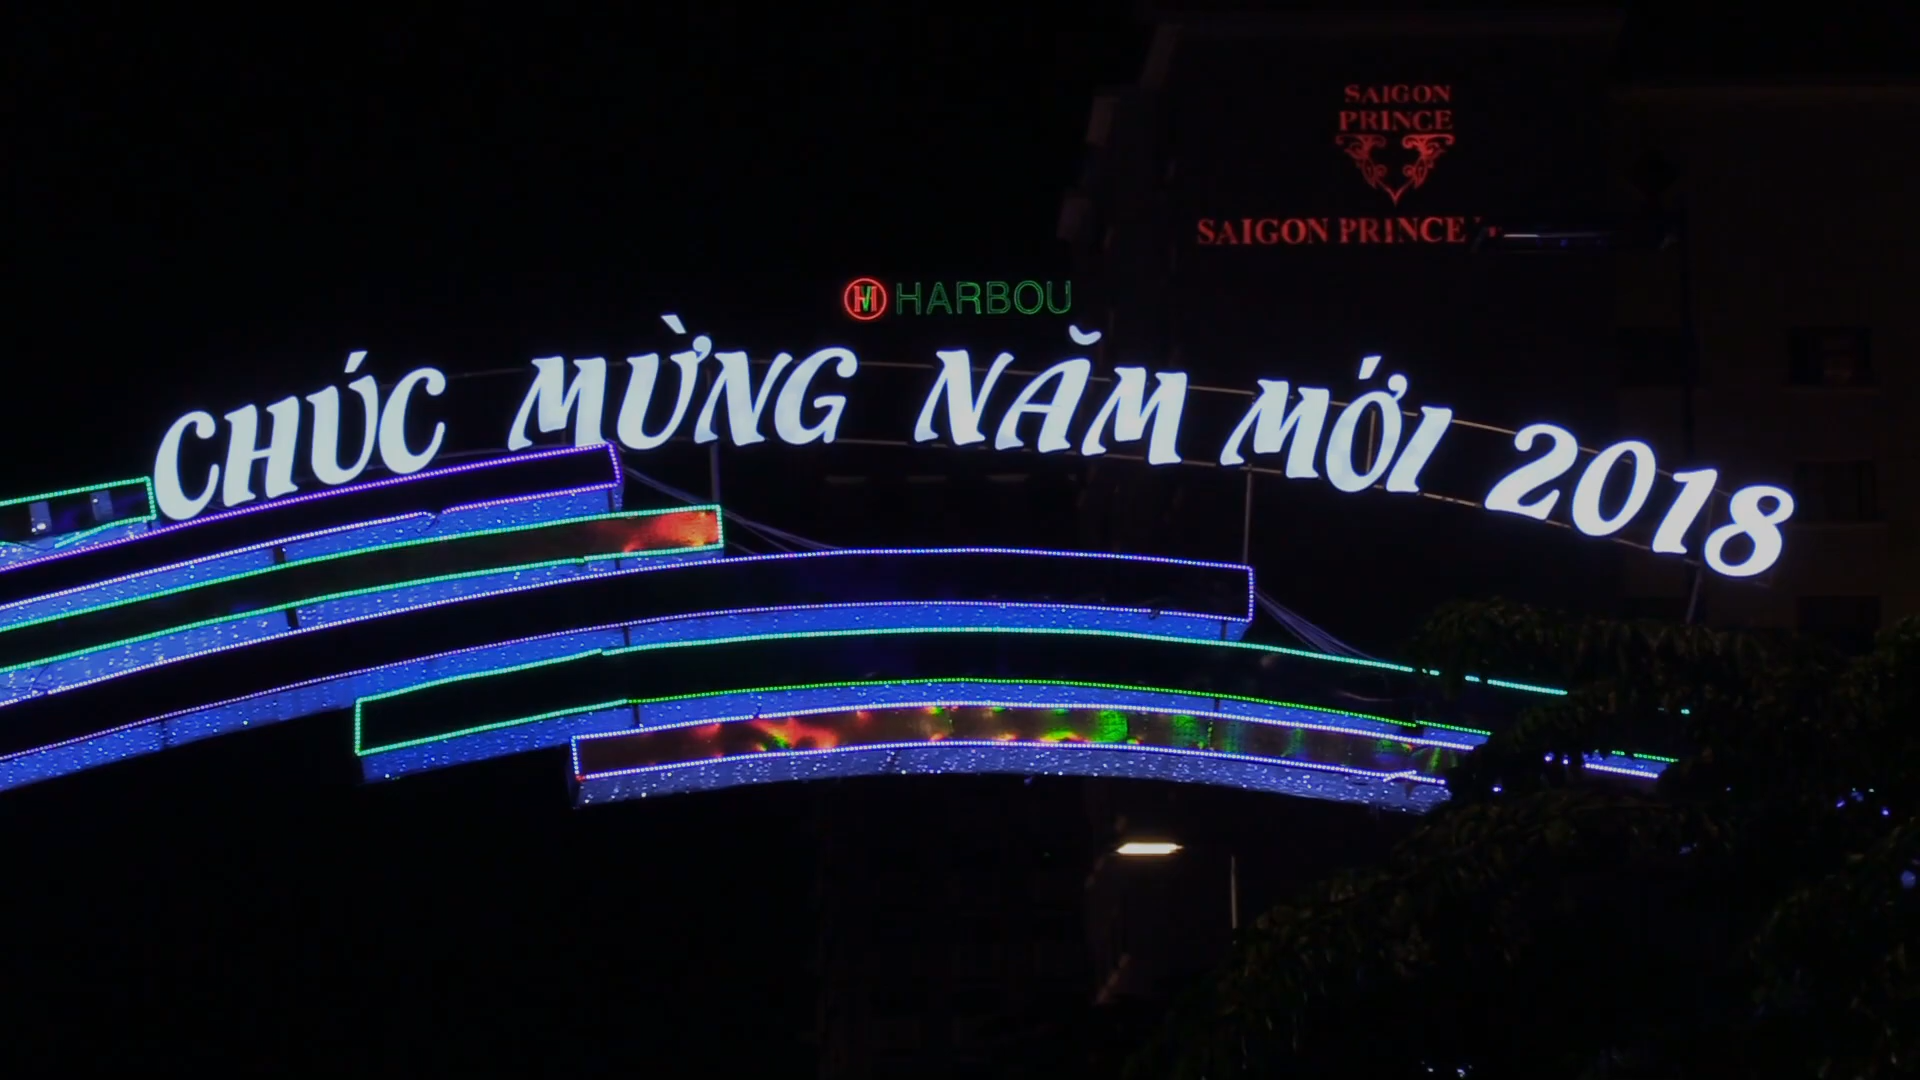 SAIGON
PRINCE
SAIGON PRINCE
HARBOU
CHÚC MỪNG NĂM MỚI 2018